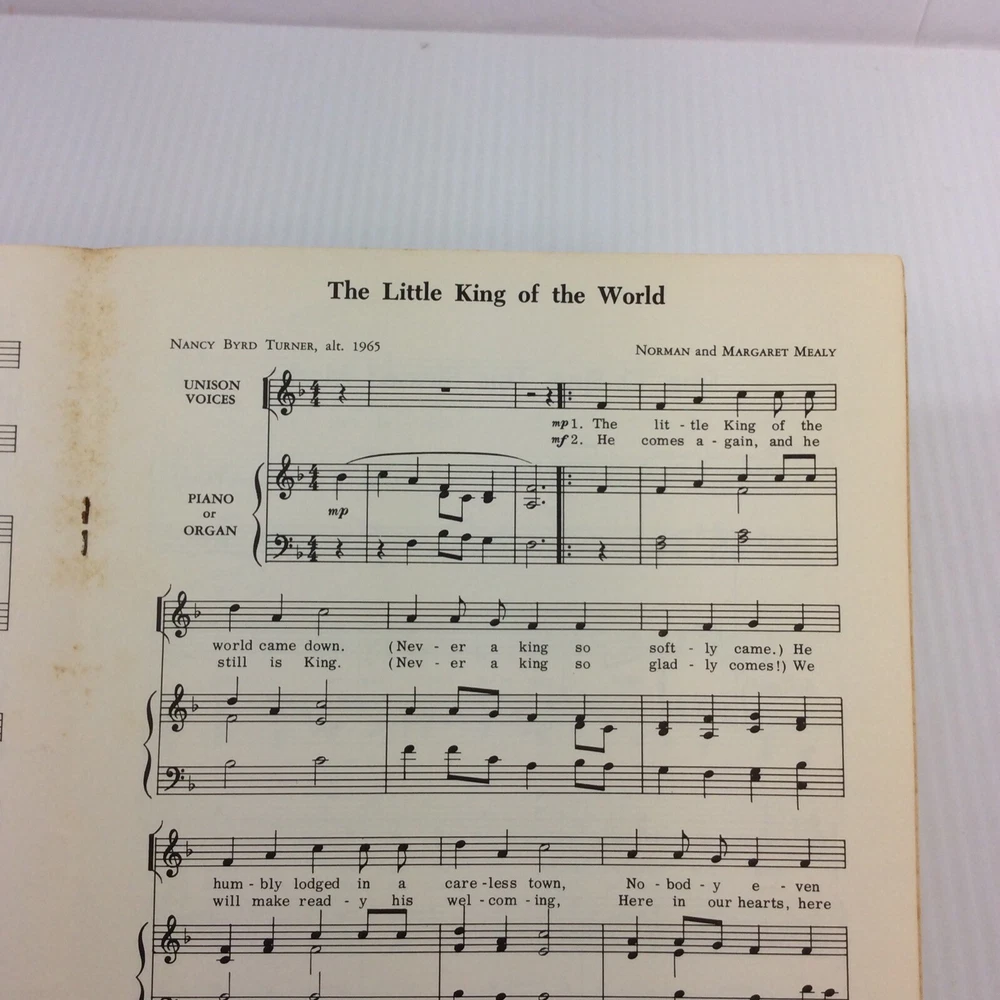 The Little King of the World
NANCY BYRD TURNER, alt. 1965
NORMAN and MARGARET MEALY
UNISON
VOICES
mp 1. The lit - tle King of the
mf 2. He comes a - gain, and he
PIANO
or
ORGAN
mp
world came down. (Nev - er a king so soft - ly came.) He
still is King. (Nev - er a king so glad - ly comes!) We
hum - bly lodged in a care - less town, No - bod - y e - ven
will make read - y his wel - com - ing, Here in our hearts, here